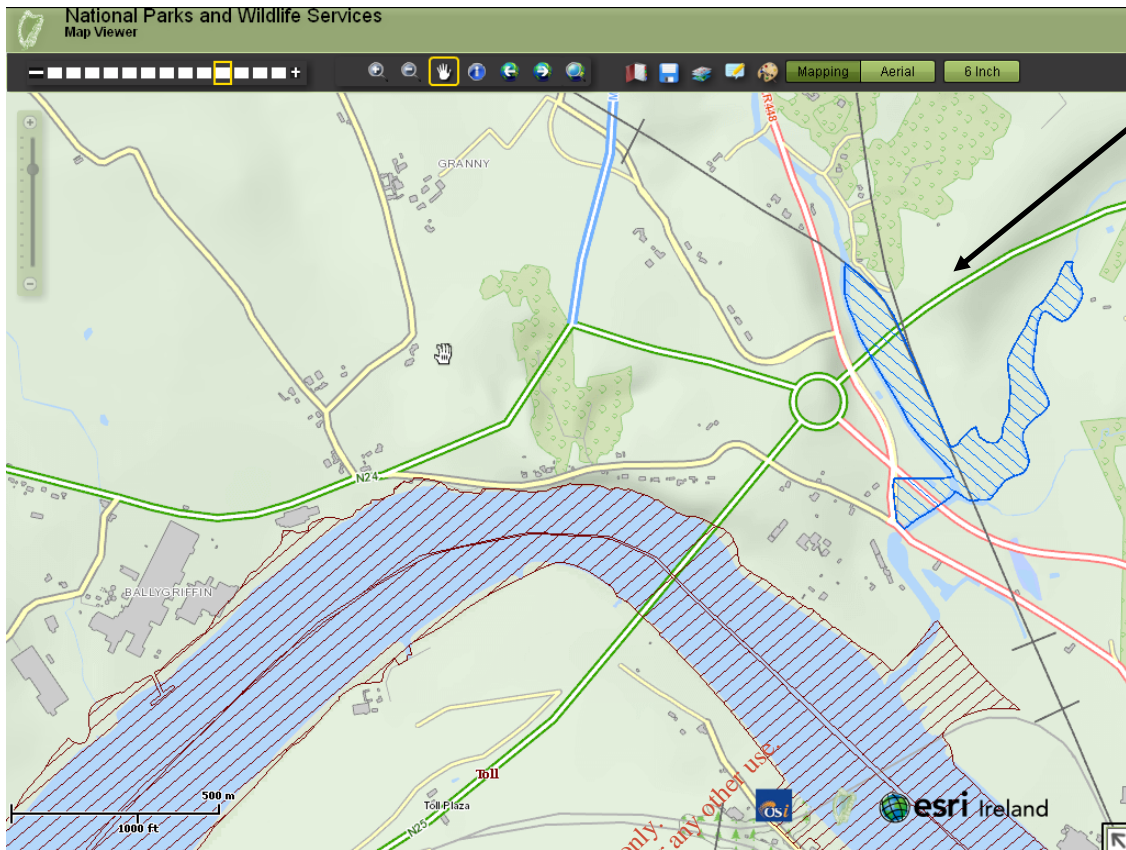 National Parks and Wildlife Services
Map Viewer
Mapping
Aerial
6 Inch
GRANNY
R448
N24
BALLYGRIFFIN
500 m
1000 ft
Toll
Toll Plaza
N25
only.
any other use.
OSi
esri Ireland